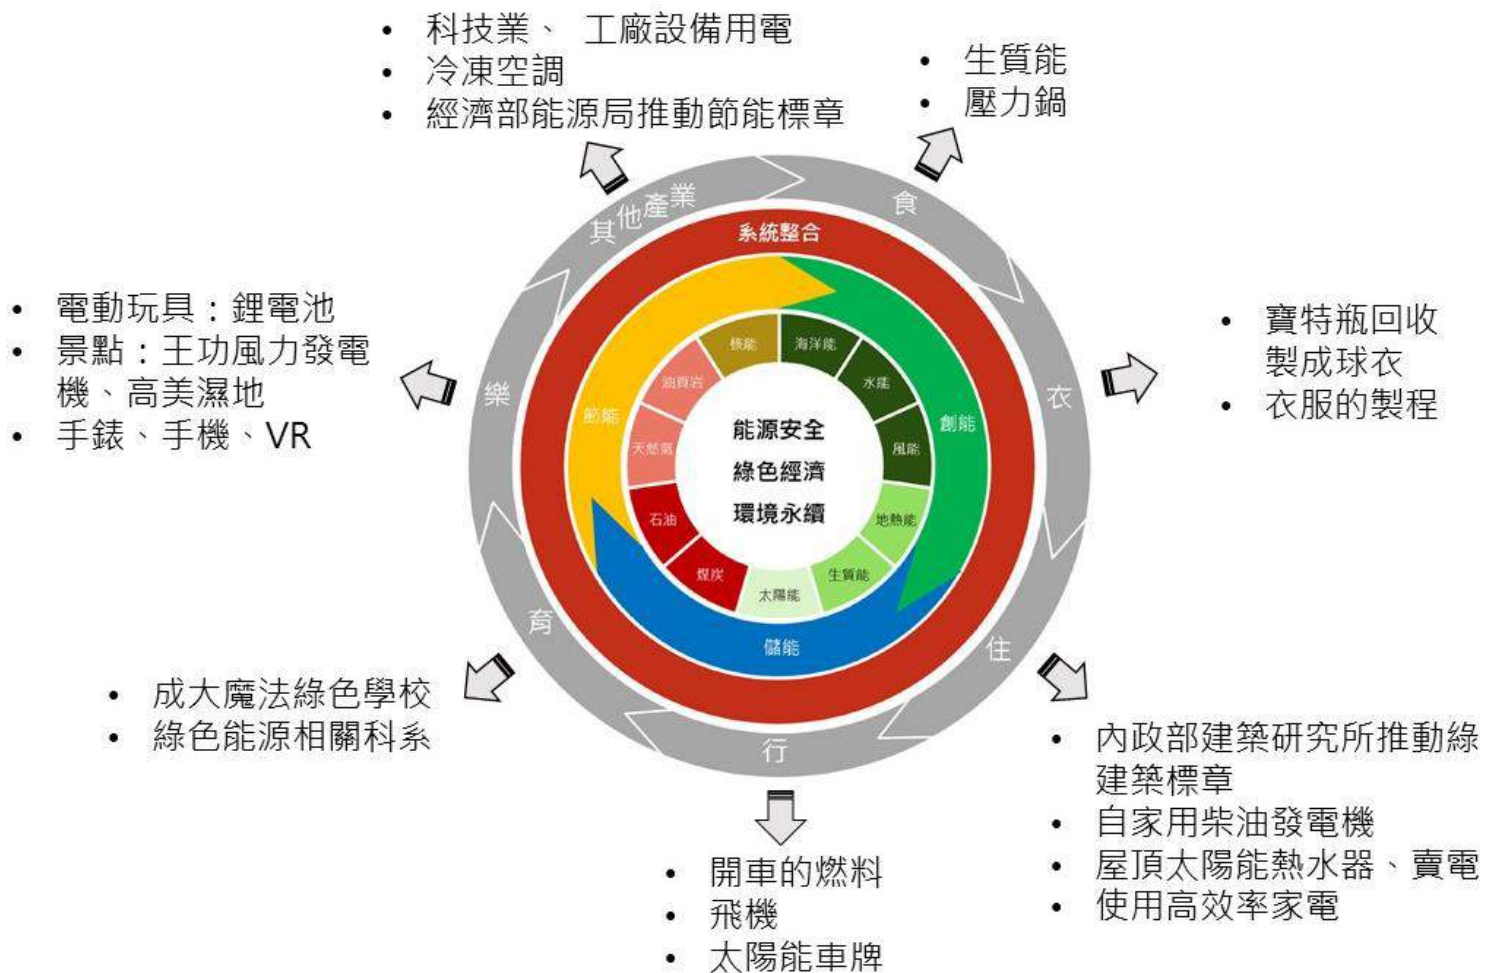 • 科技業、 工廠設備用電
• 冷凍空調
• 經濟部能源局推動節能標章
• 生質能
• 壓力鍋
其他產業
食
系統整合
• 電動玩具：鋰電池
• 景點：王功風力發電
機、高美濕地
• 手錶、手機、VR
• 寶特瓶回收
製成球衣
• 衣服的製程
樂
衣
節能
創能
儲能
核能
海洋能
水能
風能
地熱能
生質能
太陽能
煤炭
石油
天然氣
油頁岩
能源安全
綠色經濟
環境永續
育
住
行
• 成大魔法綠色學校
• 綠色能源相關科系
• 內政部建築研究所推動綠
建築標章
• 自家用柴油發電機
• 屋頂太陽能熱水器、賣電
• 使用高效率家電
• 開車的燃料
• 飛機
• 太陽能車牌